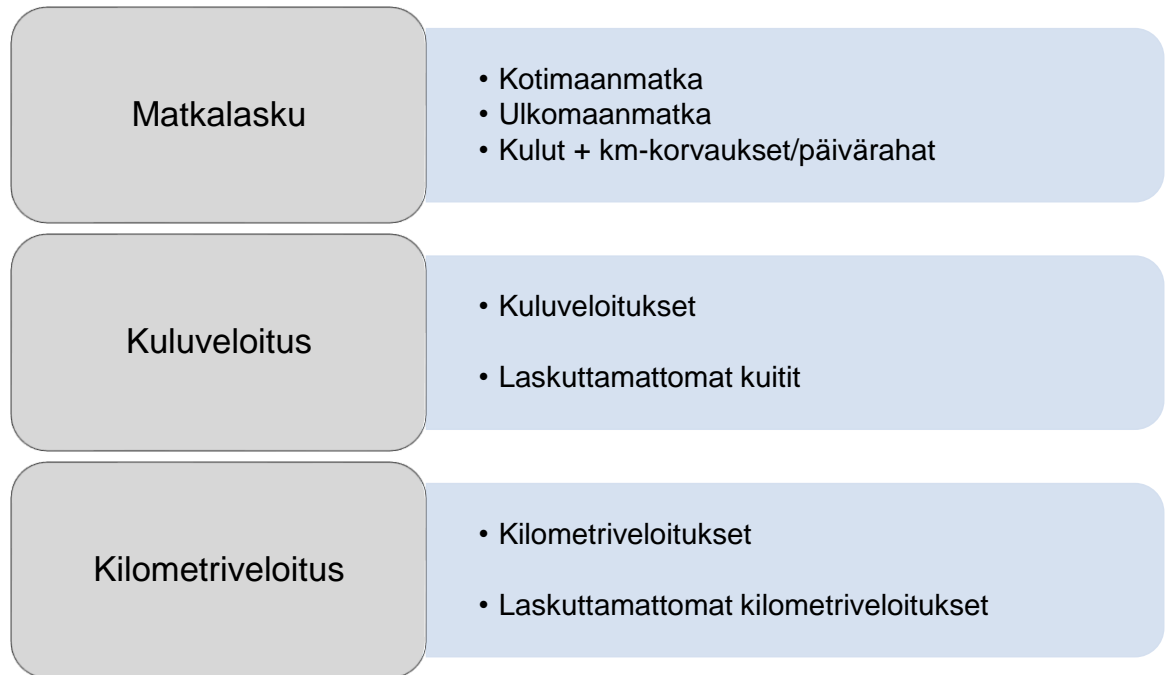 Matkalasku
• Kotimaanmatka
• Ulkomaanmatka
• Kulut + km-korvaukset/päivärahat
Kuluveloitus
• Kuluveloitukset
• Laskuttamattomat kuitit
Kilometriveloitus
• Kilometriveloitukset
• Laskuttamattomat kilometriveloitukset